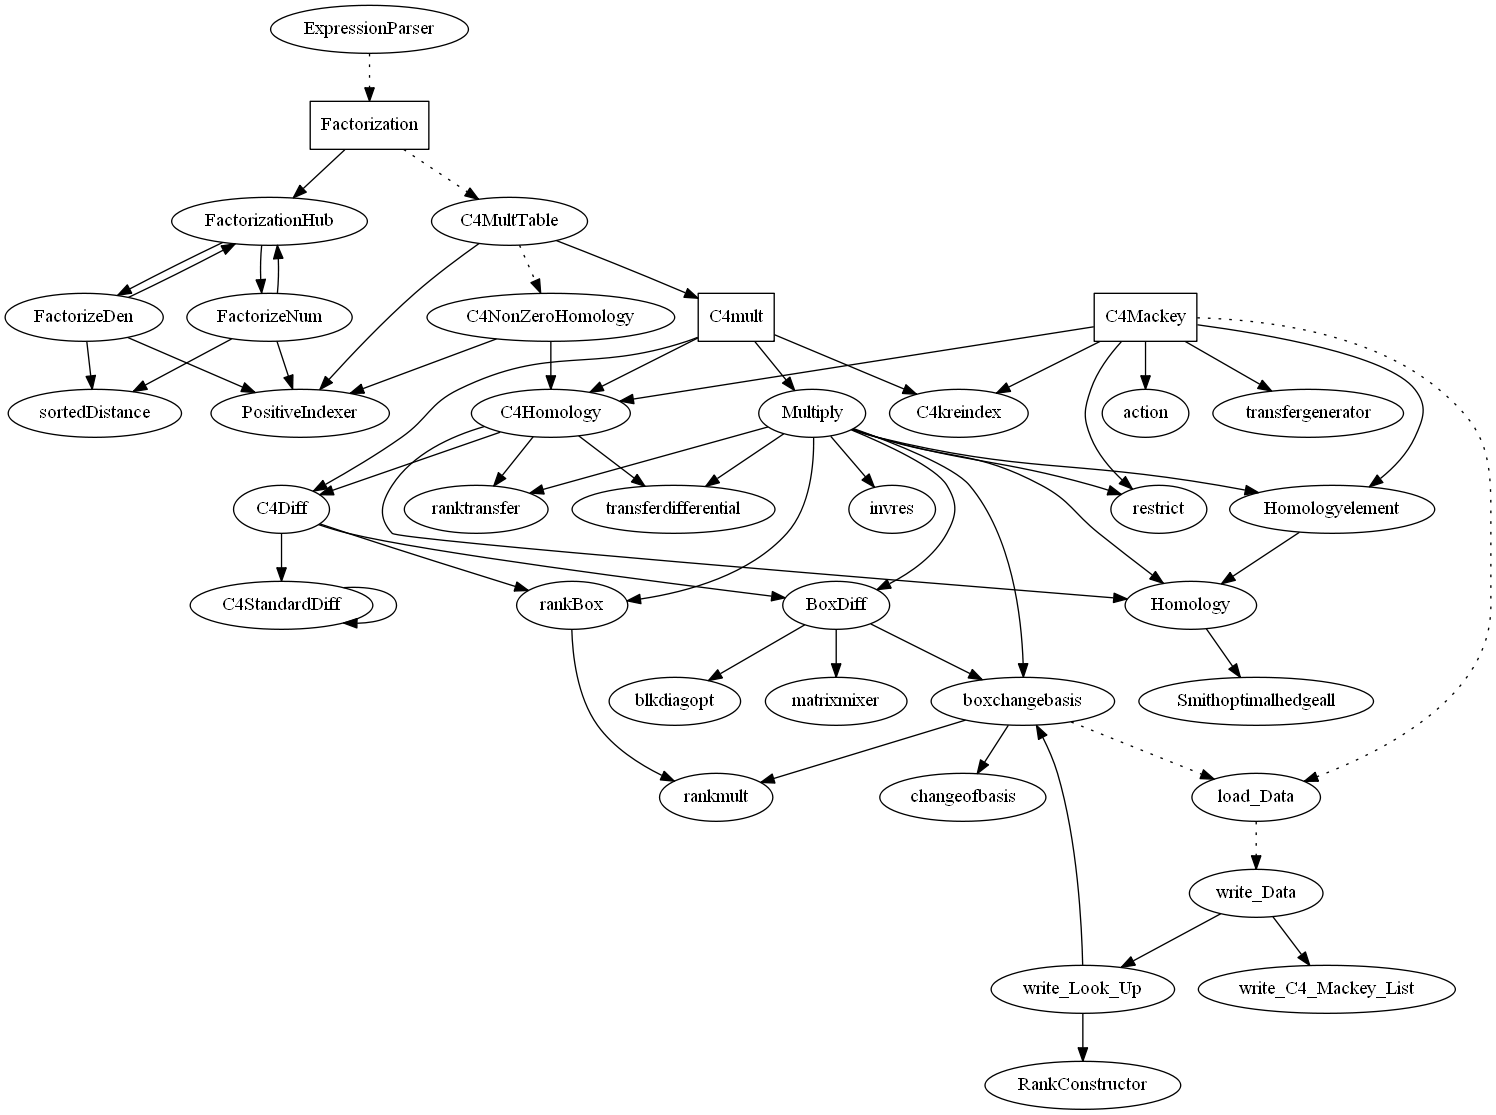 ExpressionParser
Factorization
FactorizationHub
C4MultTable
FactorizeDen
FactorizeNum
C4NonZeroHomology
C4mult
C4Mackey
sortedDistance
PositiveIndexer
C4Homology
Multiply
C4kreindex
action
transfergenerator
C4Diff
ranktransfer
transferdifferential
invres
restrict
Homologyelement
C4StandardDiff
rankBox
BoxDiff
Homology
blkdiagopt
matrixmixer
boxchangebasis
Smithoptimalhedgeall
rankmult
changeofbasis
load_Data
write_Data
write_Look_Up
write_C4_Mackey_List
RankConstructor